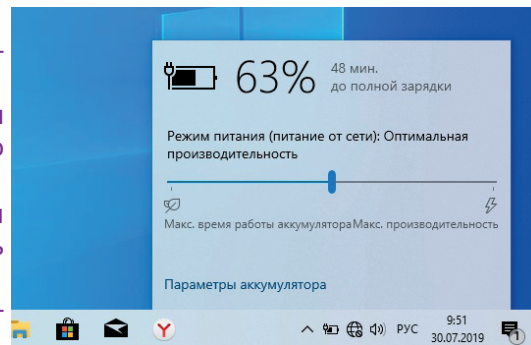 63%
48 мин.
до полной зарядки
Режим питания (питание от сети): Оптимальная
производительность
Макс. время работы аккумулятора Макс. производительность
Параметры аккумулятора
РУС
9:51
30.07.2019
1